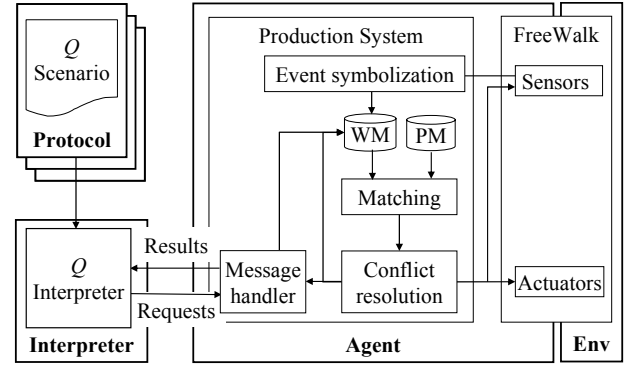 Q
Scenario
Protocol
Q
Interpreter
Interpreter
Results
Requests
Production System
Event symbolization
WM
PM
Matching
Message
handler
Conflict
resolution
Agent
FreeWalk
Sensors
Actuators
Env